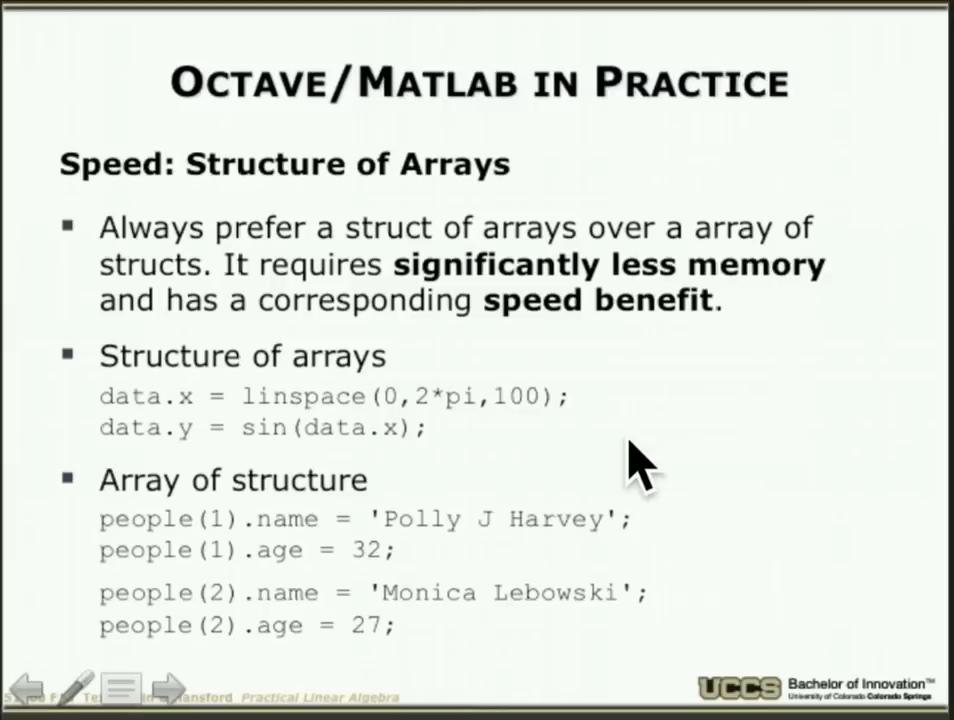 OCTAVE/MATLAB IN PRACTICE
Speed: Structure of Arrays
▪ Always prefer a struct of arrays over a array of
structs. It requires significantly less memory
and has a corresponding speed benefit.
▪ Structure of arrays
data.x = linspace(0,2*pi,100);
data.y = sin(data.x);
▪ Array of structure
people(1).name = 'Polly J Harvey';
people(1).age = 32;
people(2).name = 'Monica Lebowski';
people(2).age = 27;
Practical Linear Algebra
UCCS Bachelor of Innovation™
University of Colorado Colorado Springs